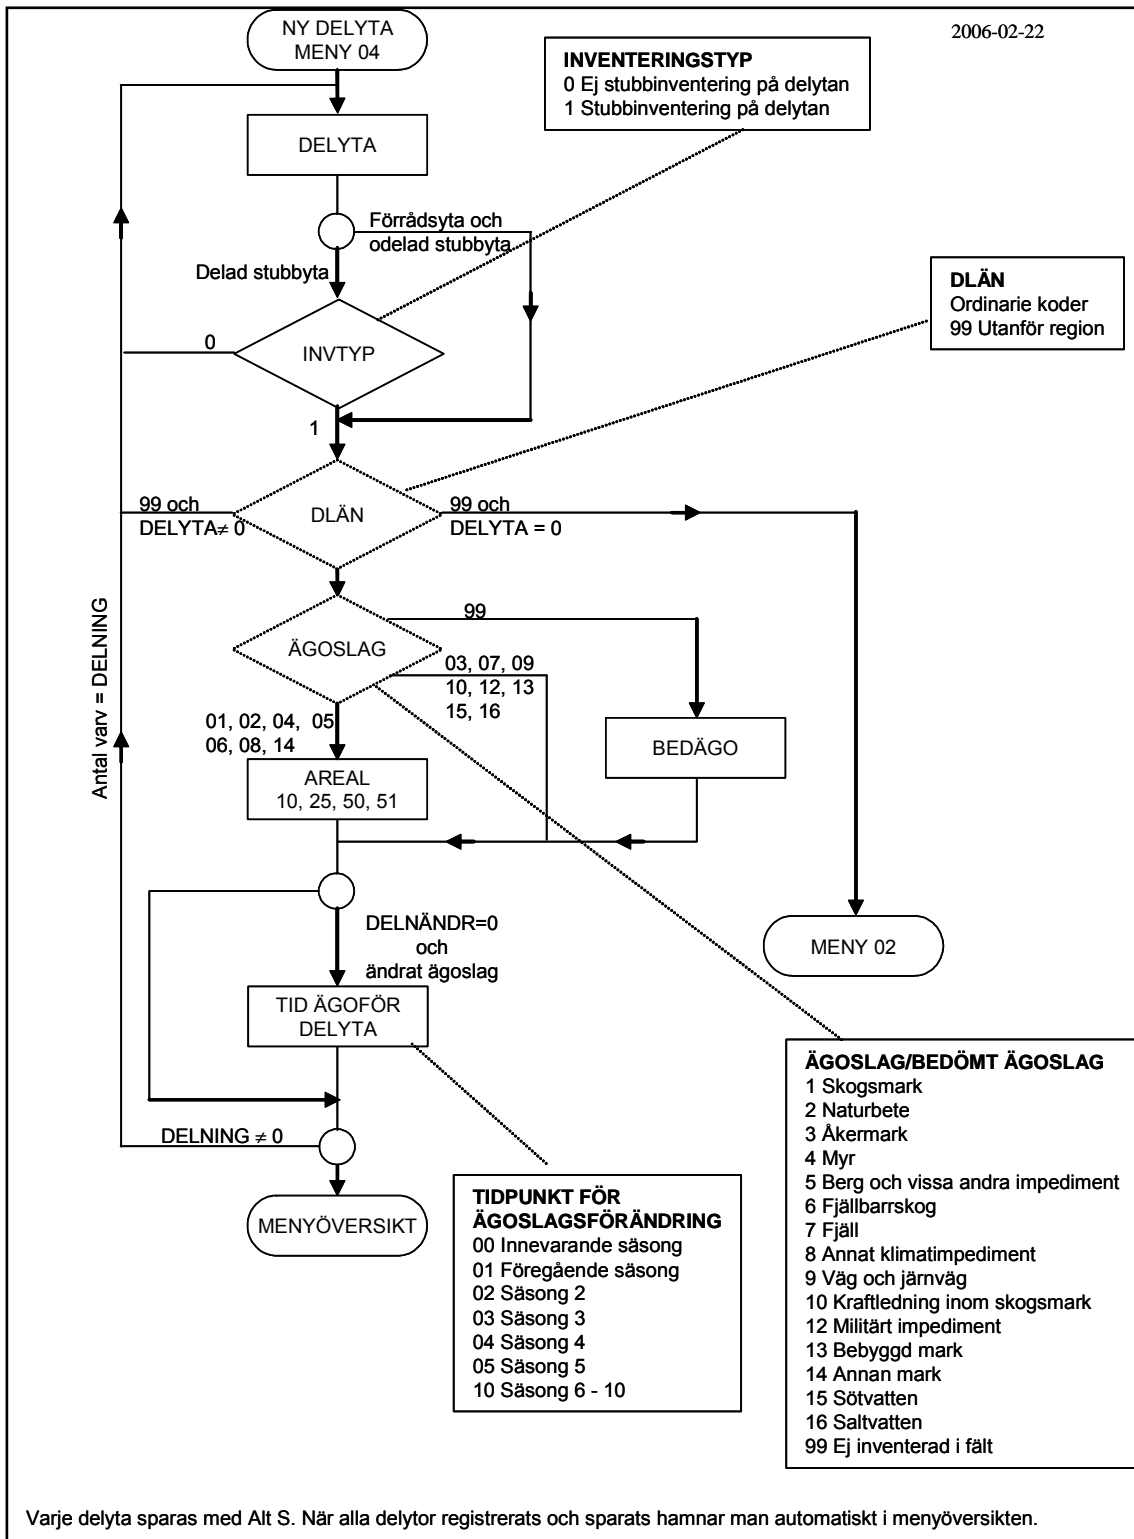 NY DELYTA
MENY 04
2006-02-22
INVENTERINGSTYP
0 Ej stubbinventering på delytan
1 Stubbinventering på delytan
DELYTA
Förrådsyta och
odelad stubbyta
Delad stubbyta
DLÄN
Ordinarie koder
99 Utanför region
0
INVTYP
1
99 och
DELYTA≠ 0
DLÄN
99 och
DELYTA = 0
Antal varv = DELNING
99
ÄGOSLAG
03, 07, 09
10, 12, 13
15, 16
01, 02, 04, 05
06, 08, 14
BEDÄGO
AREAL
10, 25, 50, 51
DELNÄNDR=0
och
ändrat ägoslag
MENY 02
TID ÄGOFÖR
DELYTA
DELNING ≠ 0
MENYÖVERSIKT
TIDPUNKT FÖR
ÄGOSLAGSFÖRÄNDRING
00 Innevarande säsong
01 Föregående säsong
02 Säsong 2
03 Säsong 3
04 Säsong 4
05 Säsong 5
10 Säsong 6 - 10
ÄGOSLAG/BEDÖMT ÄGOSLAG
1 Skogsmark
2 Naturbete
3 Åkermark
4 Myr
5 Berg och vissa andra impediment
6 Fjällbarrskog
7 Fjäll
8 Annat klimatimpediment
9 Väg och järnväg
10 Kraftledning inom skogsmark
12 Militärt impediment
13 Bebyggd mark
14 Annan mark
15 Sötvatten
16 Saltvatten
99 Ej inventerad i fält
Varje delyta sparas med Alt S. När alla delytor registrerats och sparats hamnar man automatiskt i menyöversikten.